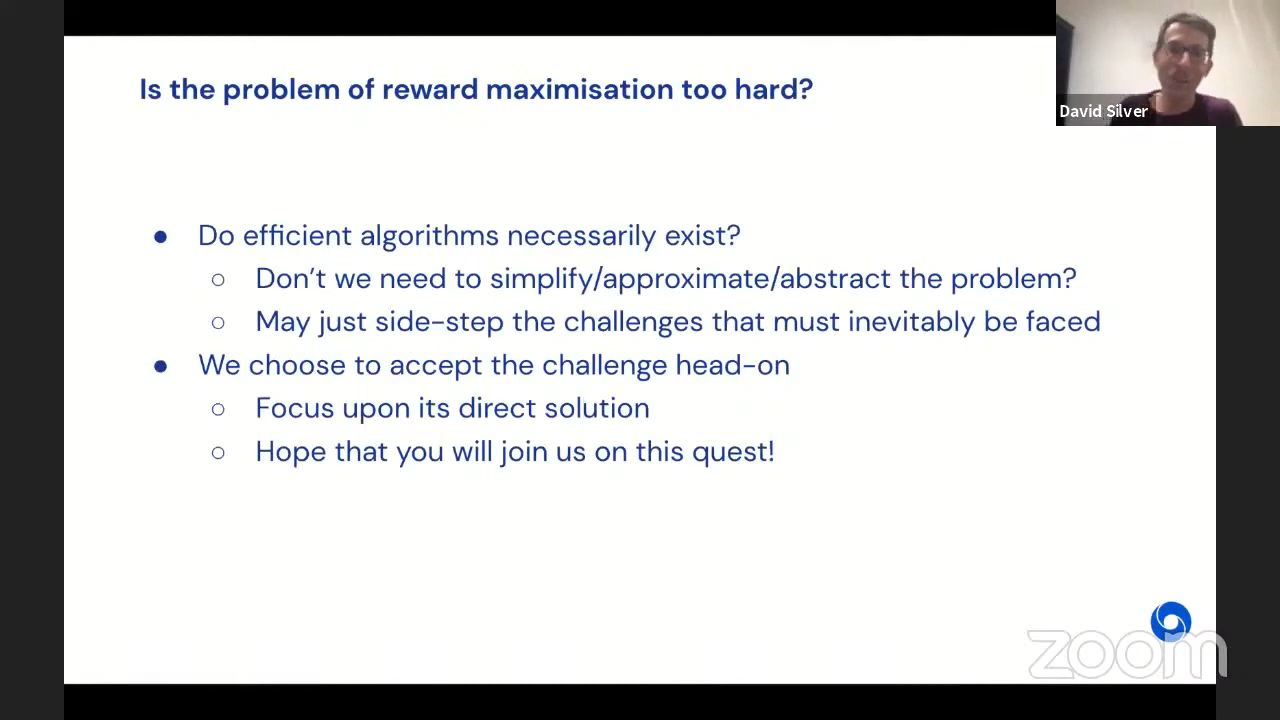 Is the problem of reward maximisation too hard?
David Silver
● Do efficient algorithms necessarily exist?
○ Don't we need to simplify/approximate/abstract the problem?
○ May just side-step the challenges that must inevitably be faced
● We choose to accept the challenge head-on
○ Focus upon its direct solution
○ Hope that you will join us on this quest!
zoom